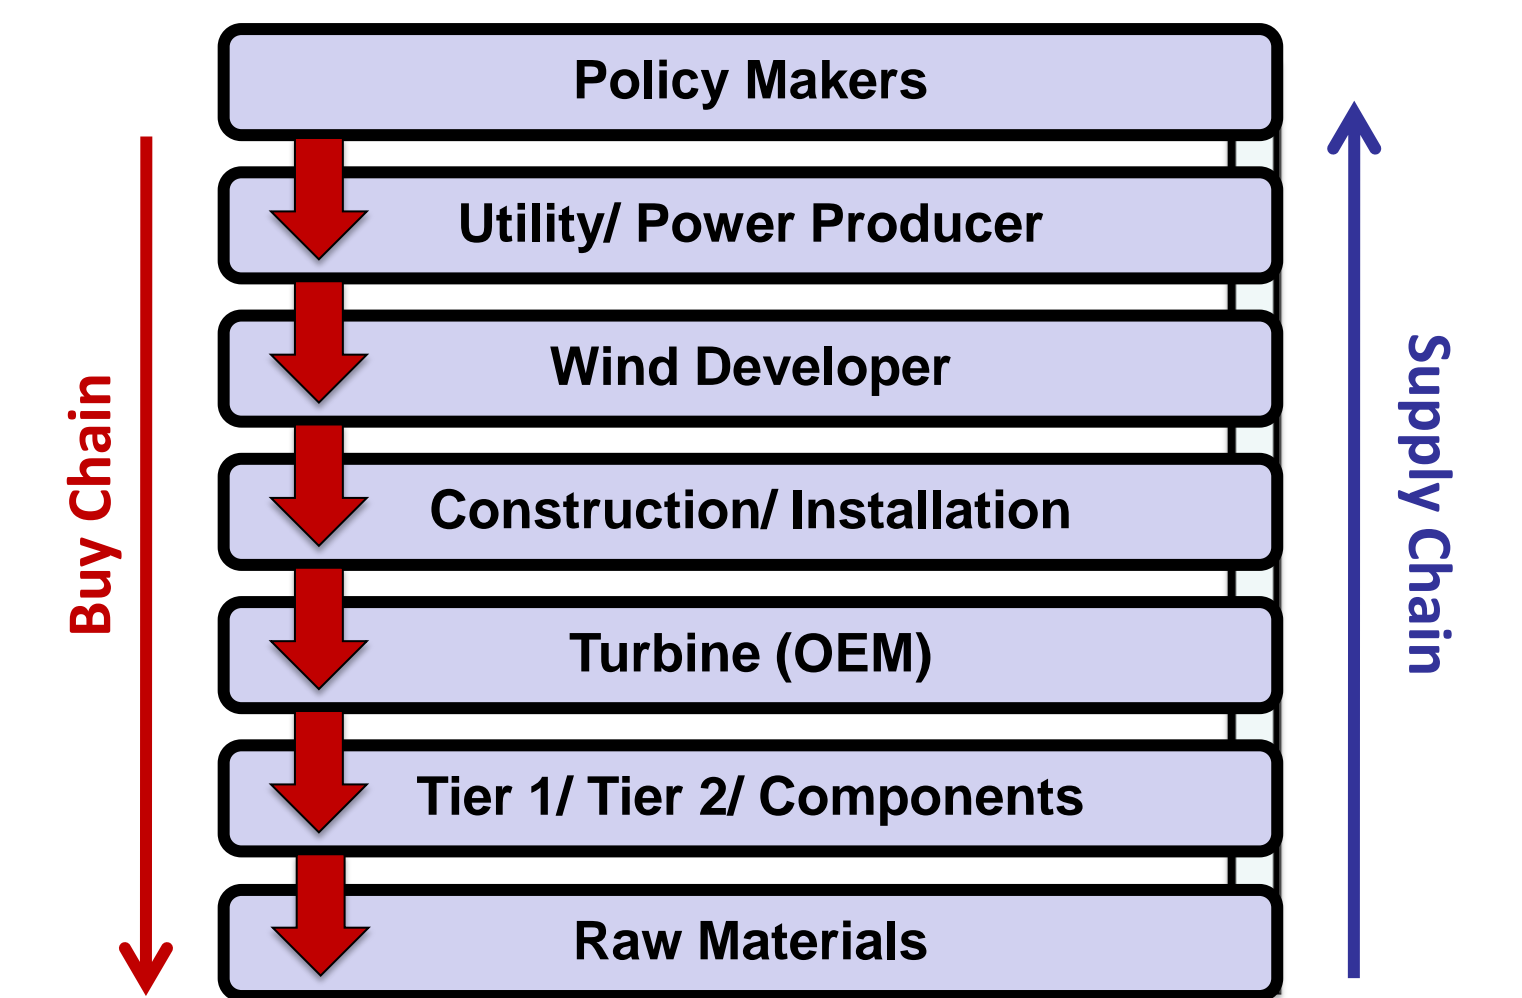 Policy Makers
Utility/ Power Producer
Wind Developer
Construction/ Installation
Turbine (OEM)
Tier 1/ Tier 2/ Components
Raw Materials
Buy Chain
Supply Chain